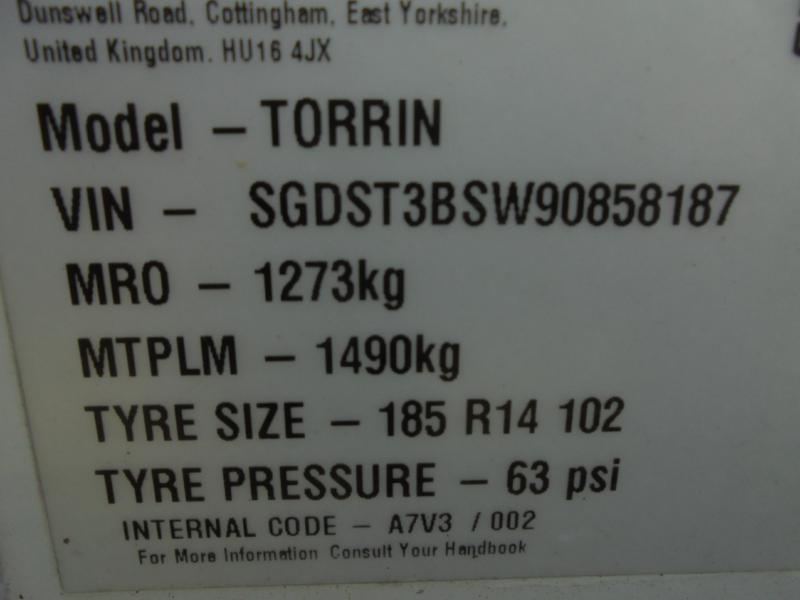 Dunswell Road, Cottingham, East Yorkshire,
United Kingdom. HU16 4JX
Model – TORRIN
VIN – SGDST3BSW90858187
MRO – 1273kg
MTPLM – 1490kg
TYRE SIZE – 185 R14 102
TYRE PRESSURE – 63 psi
INTERNAL CODE – A7V3 / 002
For More Information Consult Your Handbook